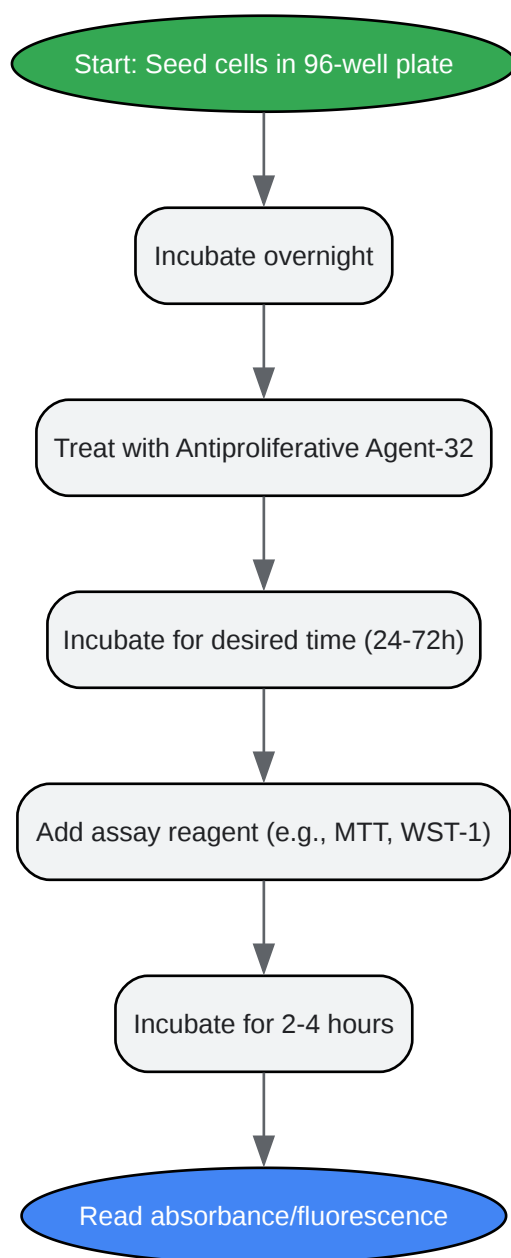 Start: Seed cells in 96-well plate
Incubate overnight
Treat with Antiproliferative Agent-32
Incubate for desired time (24-72h)
Add assay reagent (e.g., MTT, WST-1)
Incubate for 2-4 hours
Read absorbance/fluorescence